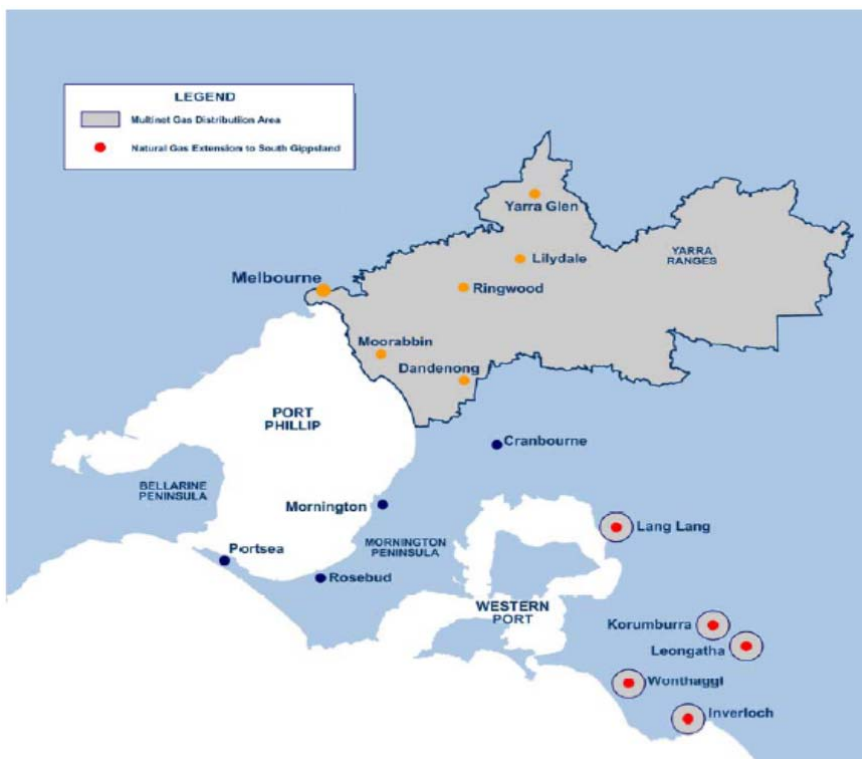 LEGEND
Multinet Gas Distribution Area
Natural Gas Extension to South Gippsland
Yarra Glen
Lilydale
YARRA
RANGES
Melbourne
Ringwood
Moorabbin
Dandenong
PORT
PHILLIP
Cranbourne
BELLARINE
PENINSULA
Mornington
Lang Lang
MORNINGTON
PENINSULA
Portsea
Rosebud
WESTERN
PORT
Korumburra
Leongatha
Wonthaggi
Inverloch